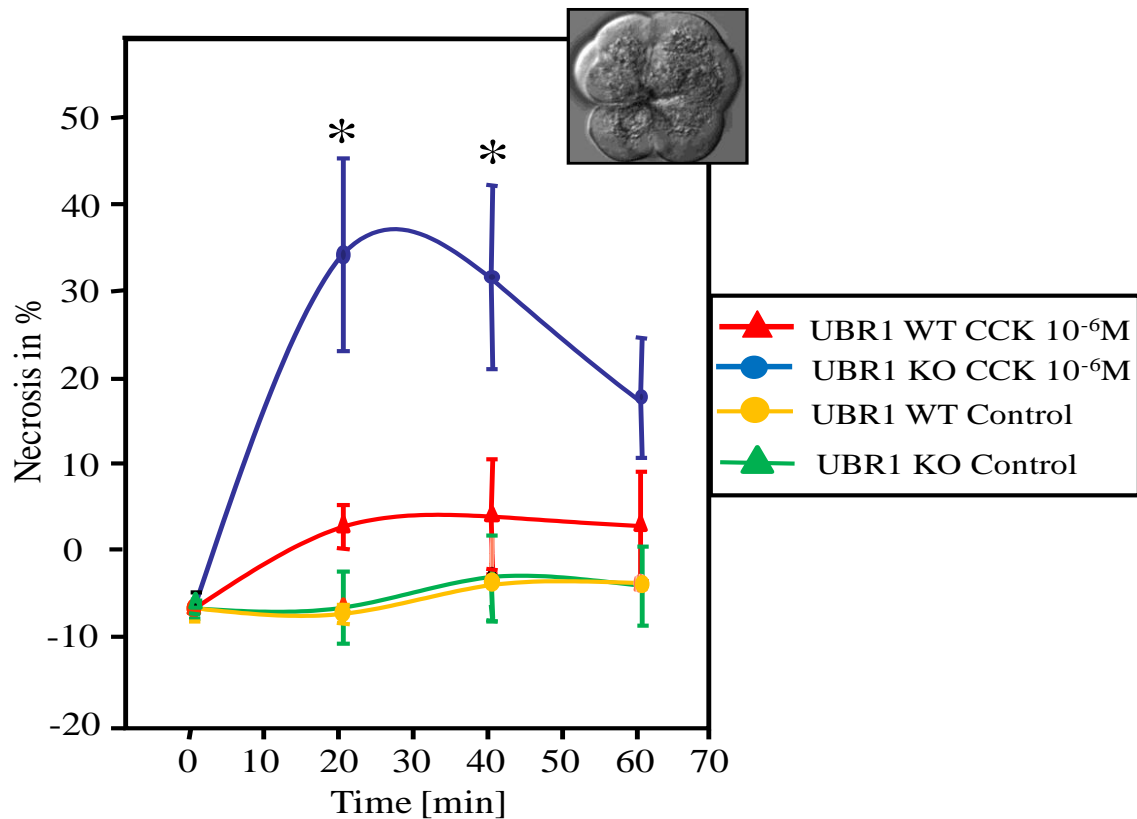 50
40
30
20
10
0
-10
-20
Necrosis in %
*
*
0 10 20 30 40 50 60 70
Time [min]
UBR1 WT CCK 10⁻⁶M
UBR1 KO CCK 10⁻⁶M
UBR1 WT Control
UBR1 KO Control